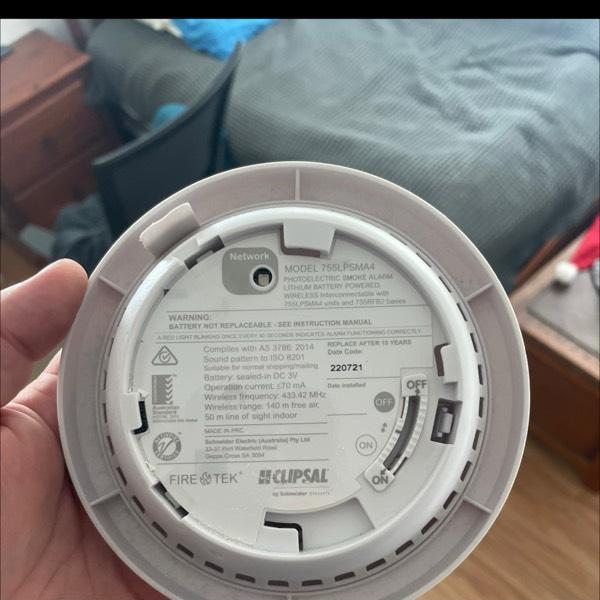 Network
MODEL 755LPSMA4
PHOTOELECTRIC SMOKE ALARM
LITHIUM BATTERY POWERED,
WIRELESS Interconnectable with
755LPSMA4 units and 755RFB2 bases
WARNING:
BATTERY NOT REPLACEABLE - SEE INSTRUCTION MANUAL
A RED LIGHT BLINKING ONCE EVERY 40 SECONDS INDICATES ALARM FUNCTIONING CORRECTLY
Complies with AS 3786: 2014
Sound pattern to ISO 8201
Suitable for normal shipping/mailing
Battery: sealed-in DC 3V
Operation current: ≤70 mA
Wireless frequency: 433.42 MHz
Wireless range: 140 m free air,
50 m line of sight indoor
REPLACE AFTER 10 YEARS
Date Code:
220721
Date installed
OFF
OFF
ON
ON
Australian
Standard
MADE IN PRC
Schneider Electric (Australia) Pty Ltd
33-37 Port Wakefield Road
Gepps Cross SA 5094
FIRE TEK
CLIPSAL
by Schneider Electric